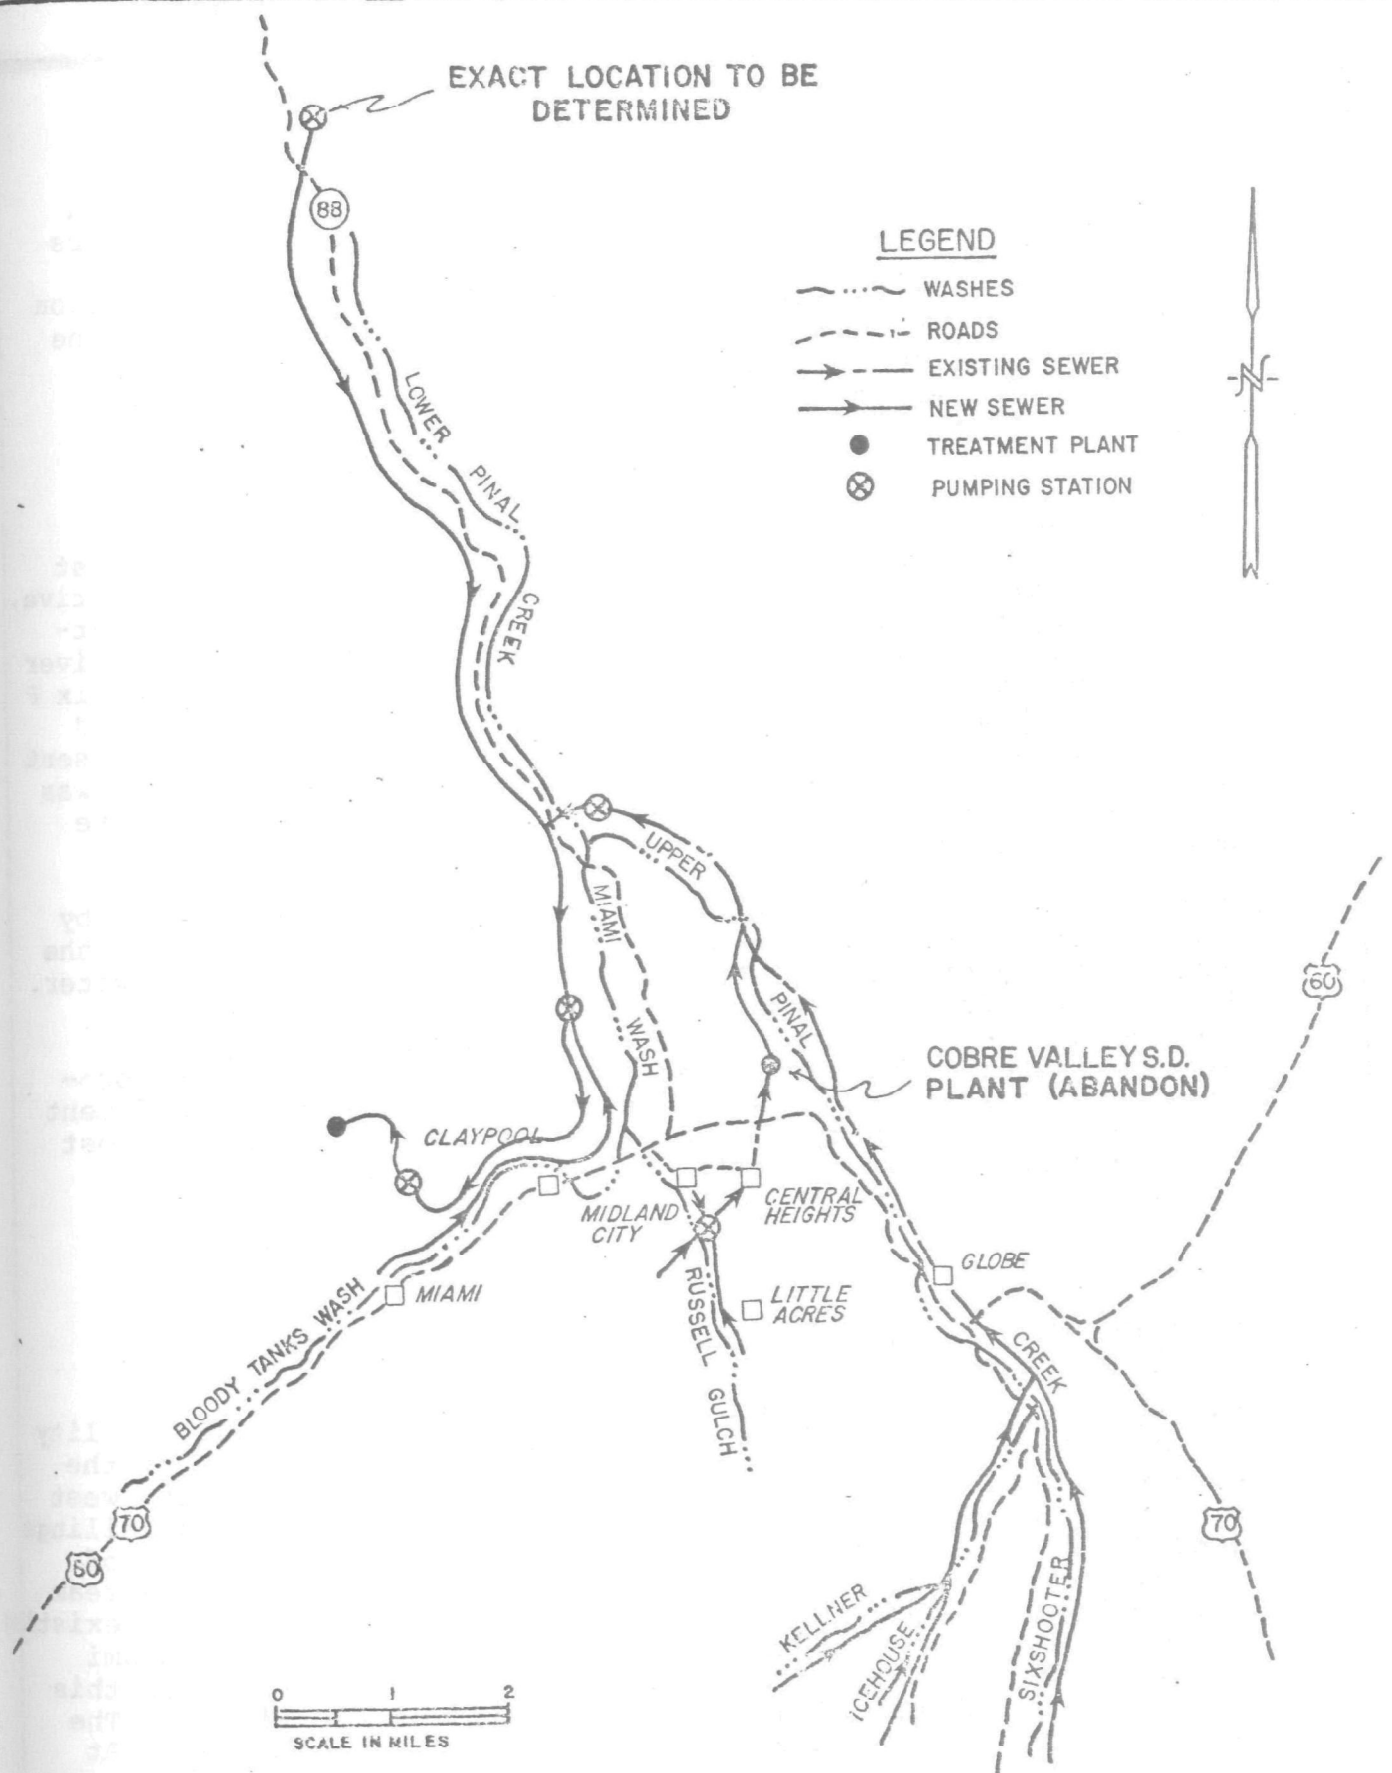 EXACT LOCATION TO BE
DETERMINED
88
LEGEND
WASHES
ROADS
EXISTING SEWER
NEW SEWER
TREATMENT PLANT
PUMPING STATION
N
LOWER
PINAL
CREEK
UPPER
MIAMI
WASH
PINAL
60
COBRE VALLEY S.D.
PLANT (ABANDON)
CLAYPOOL
MIDLAND
CITY
CENTRAL
HEIGHTS
GLOBE
MIAMI
LITTLE
ACRES
RUSSELL
GULCH
CREEK
BLOODY TANKS WASH
70
60
70
KELLNER
ICEHOUSE
SIXSHOOTER
0 1 2
SCALE IN MILES